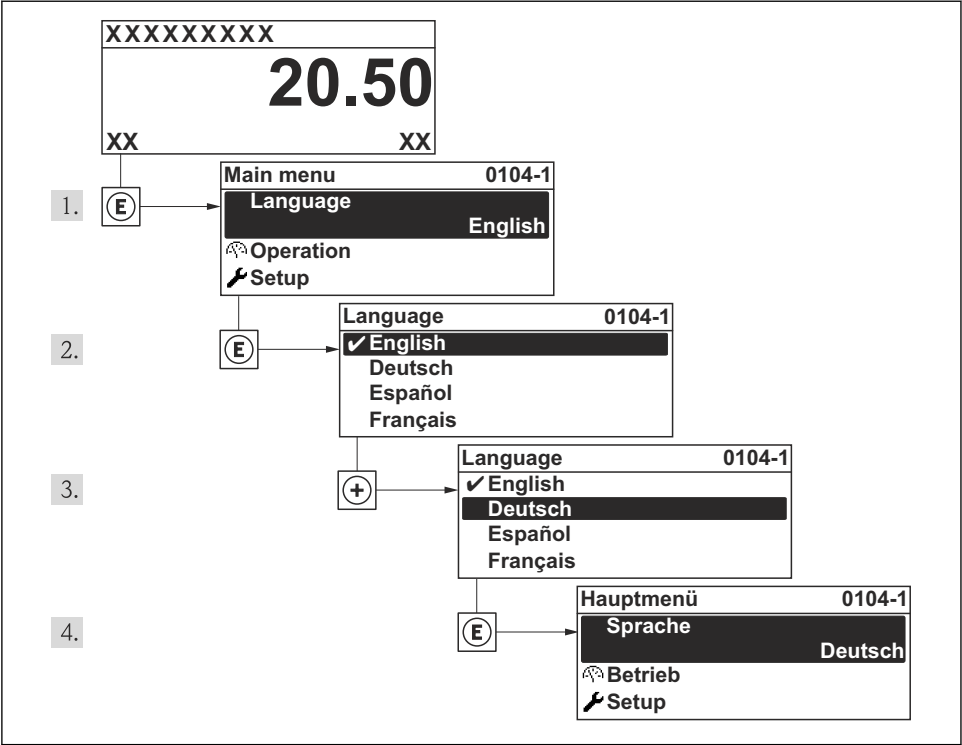 XXXXXXXXX
20.50
XX XX
1. E
Main menu 0104-1
Language
English
Operation
Setup
2. E
Language 0104-1
✔ English
Deutsch
Español
Français
3. +
Language 0104-1
✔ English
Deutsch
Español
Français
4. E
Hauptmenü 0104-1
Sprache
Deutsch
Betrieb
Setup